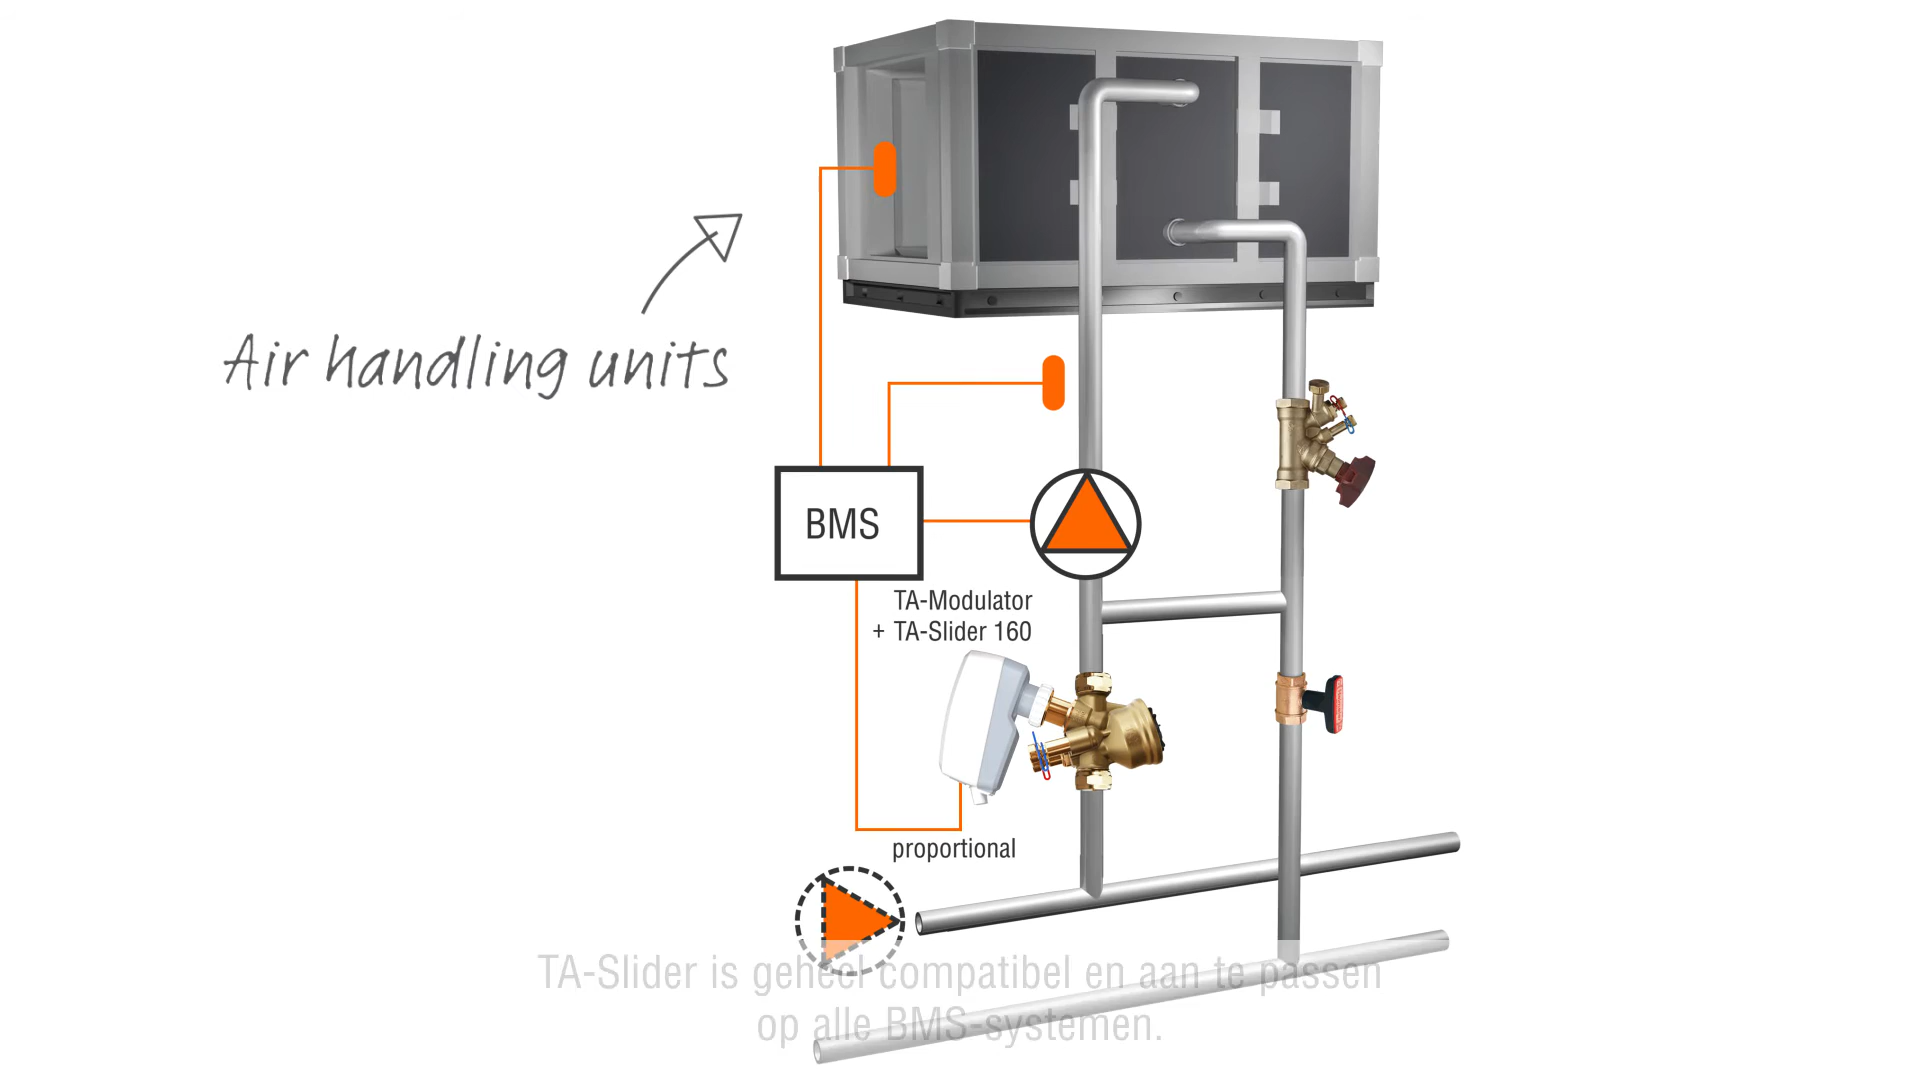 Air handling units
BMS
TA-Modulator
+ TA-Slider 160
proportional
TA-Slider is geheel compatibel en aan te passen
op alle BMS-systemen.